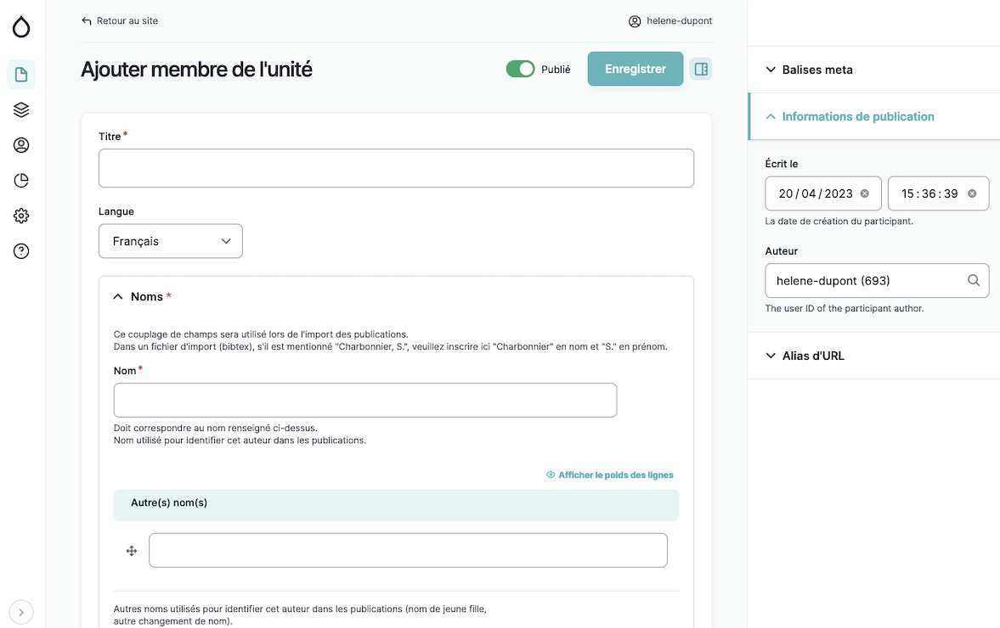 Retour au site
helene-dupont
Ajouter membre de l'unité
Publié
Enregistrer
Titre*
Langue
Français
Noms *
Ce couplage de champs sera utilisé lors de l'import des publications.
Dans un fichier d'import (bibtex), s'il est mentionné "Charbonnier, S.", veuillez inscrire ici "Charbonnier" en nom et "S." en prénom.
Nom*
Doit correspondre au nom renseigné ci-dessus.
Nom utilisé pour identifier cet auteur dans les publications.
Afficher le poids des lignes
Autre(s) nom(s)
Autres noms utilisés pour identifier cet auteur dans les publications (nom de jeune fille,
autre changement de nom).
Balises meta
Informations de publication
Écrit le
20/04/2023
15:36:39
La date de création du participant.
Auteur
helene-dupont (693)
The user ID of the participant author.
Alias d'URL